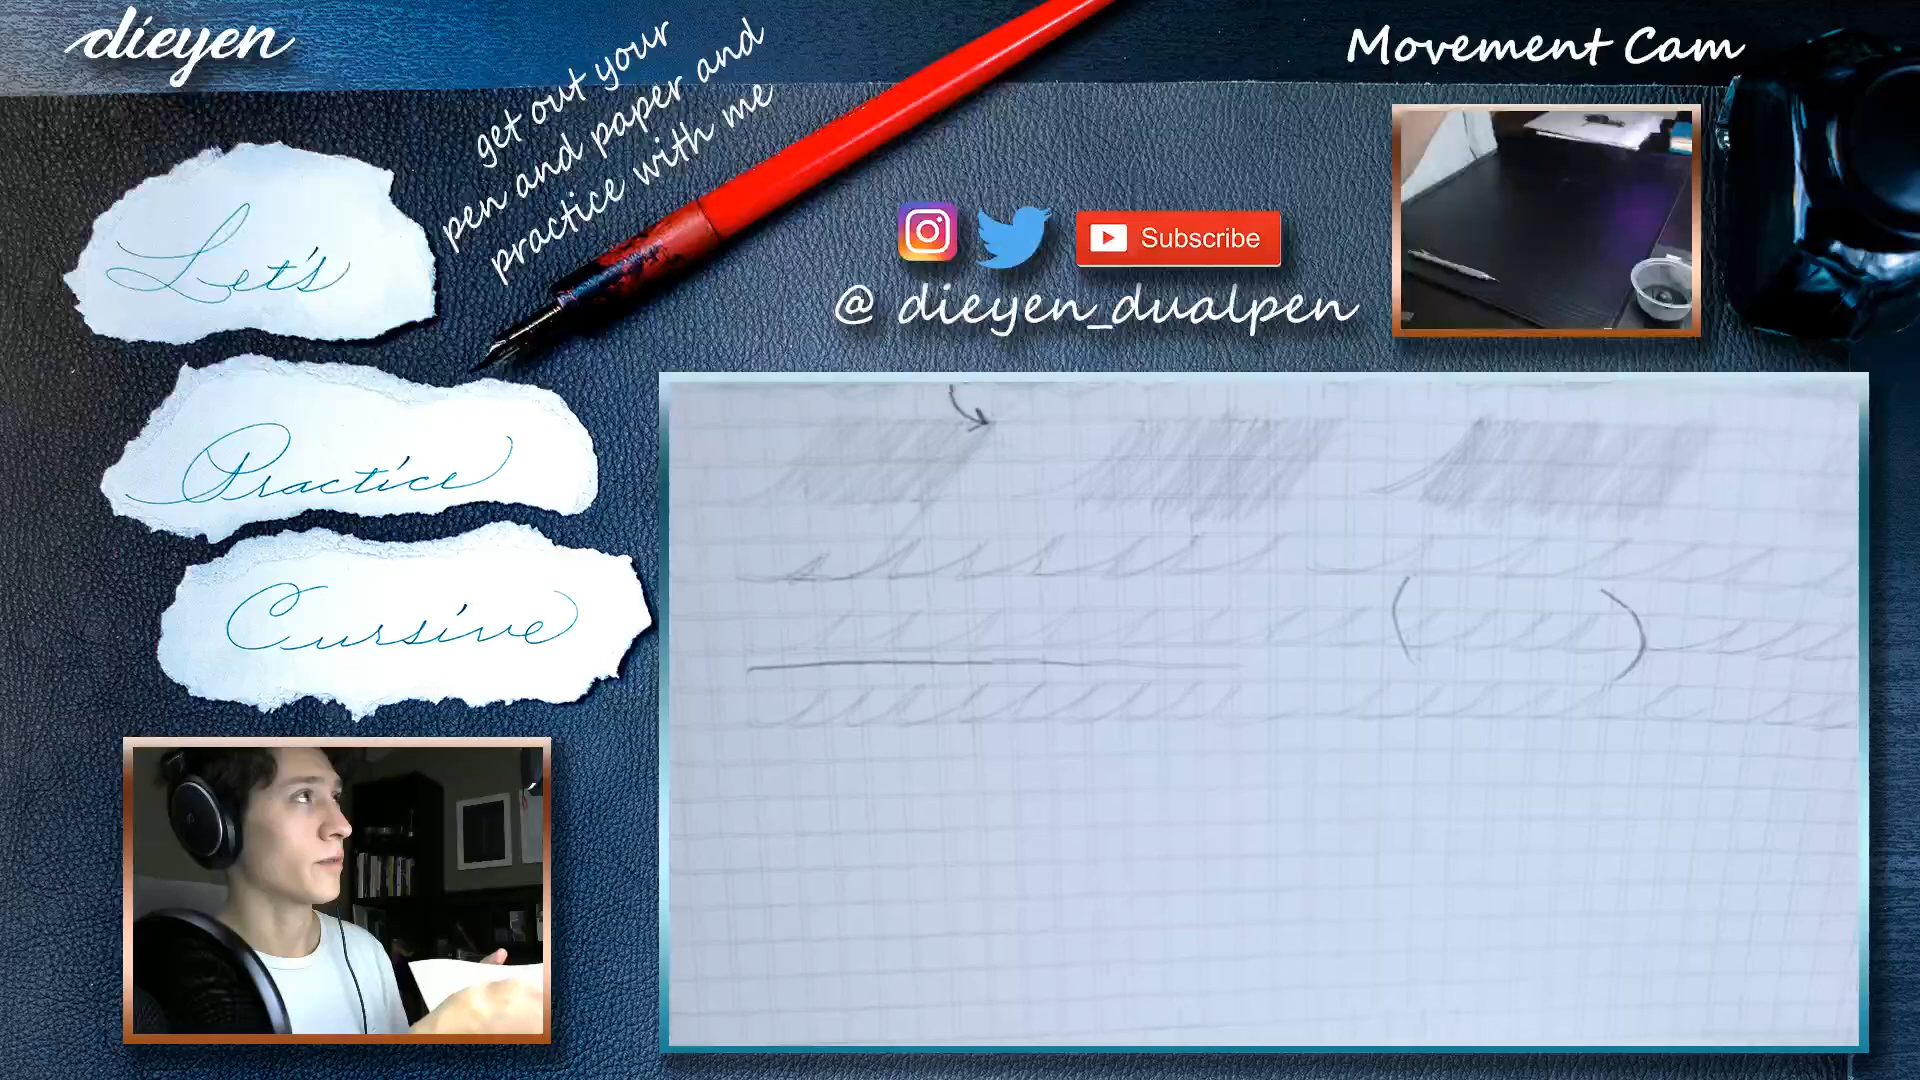 dieyen
get out your
pen and paper and
practice with me
Movement Cam
Let's
Practice
Cursive
Subscribe
@ dieyen_dualpen